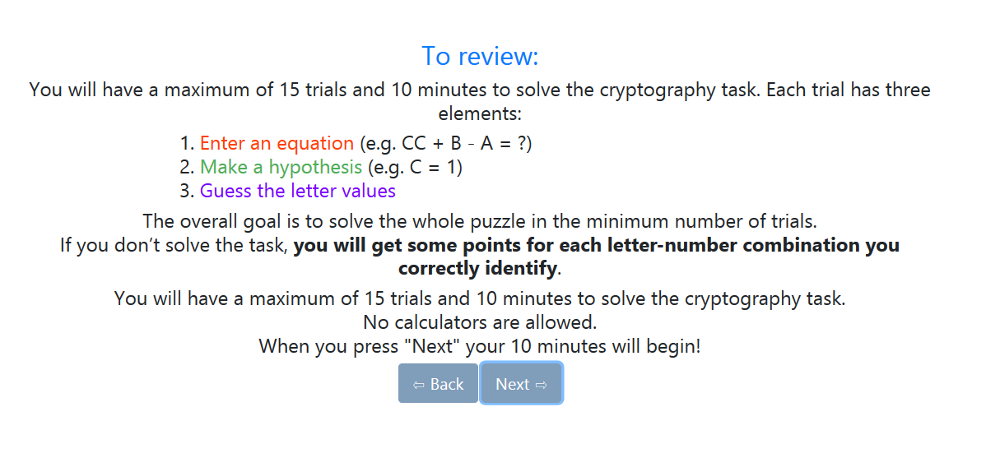 To review:
You will have a maximum of 15 trials and 10 minutes to solve the cryptography task. Each trial has three
elements:
1. Enter an equation (e.g. CC + B - A = ?)
2. Make a hypothesis (e.g. C = 1)
3. Guess the letter values
The overall goal is to solve the whole puzzle in the minimum number of trials.
If you don’t solve the task, you will get some points for each letter-number combination you
correctly identify.
You will have a maximum of 15 trials and 10 minutes to solve the cryptography task.
No calculators are allowed.
When you press "Next" your 10 minutes will begin!
⇦ Back Next ⇨